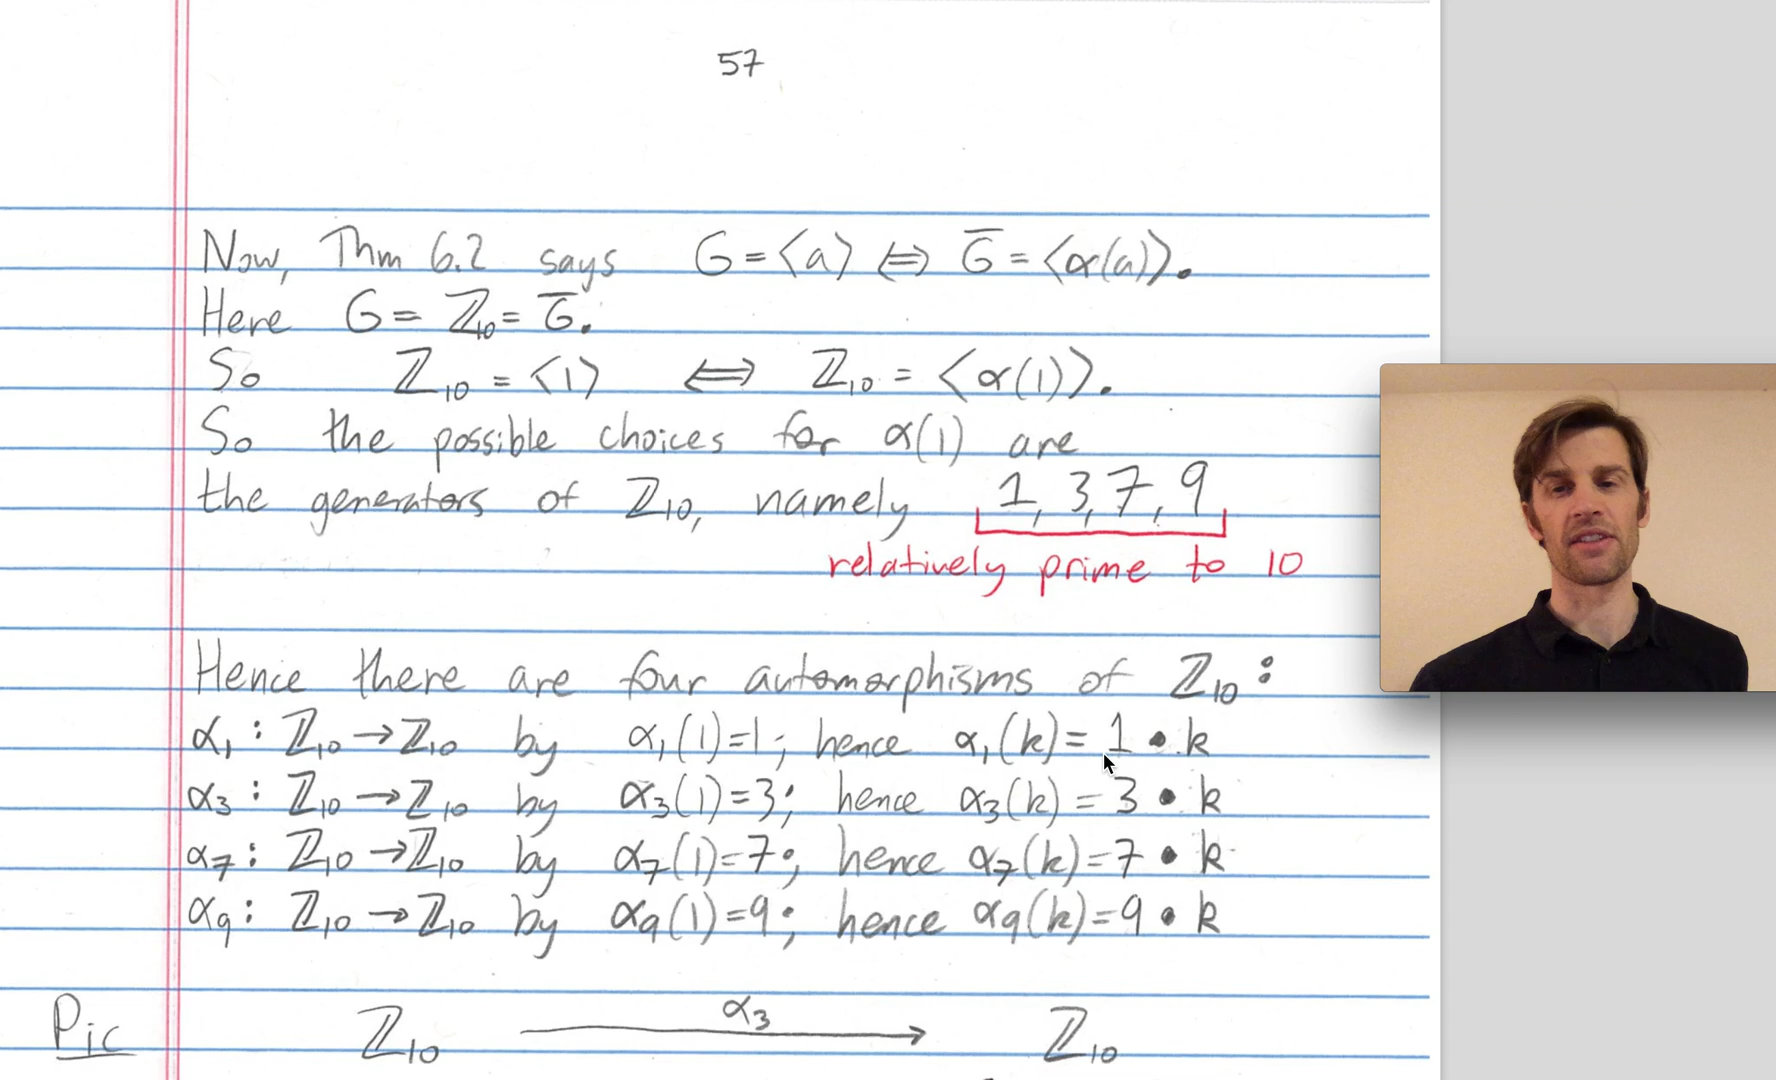 57
Now, Thm 6.2 says G = ⟨a⟩ ⟺ G̅ = ⟨α(a)⟩.
Here G = ℤ₁₀ = G̅.
So ℤ₁₀ = ⟨1⟩ ⟺ ℤ₁₀ = ⟨α(1)⟩.
So the possible choices for α(1) are
the generators of ℤ₁₀, namely 1, 3, 7, 9
relatively prime to 10
Hence there are four automorphisms of ℤ₁₀:
α₁: ℤ₁₀ → ℤ₁₀ by α₁(1)=1; hence α₁(k) = 1 • k
α₃: ℤ₁₀ → ℤ₁₀ by α₃(1)=3; hence α₃(k) = 3 • k
α₇: ℤ₁₀ → ℤ₁₀ by α₇(1)=7; hence α₇(k) = 7 • k
α₉: ℤ₁₀ → ℤ₁₀ by α₉(1)=9; hence α₉(k) = 9 • k
α₃
Pic ℤ₁₀ → ℤ₁₀